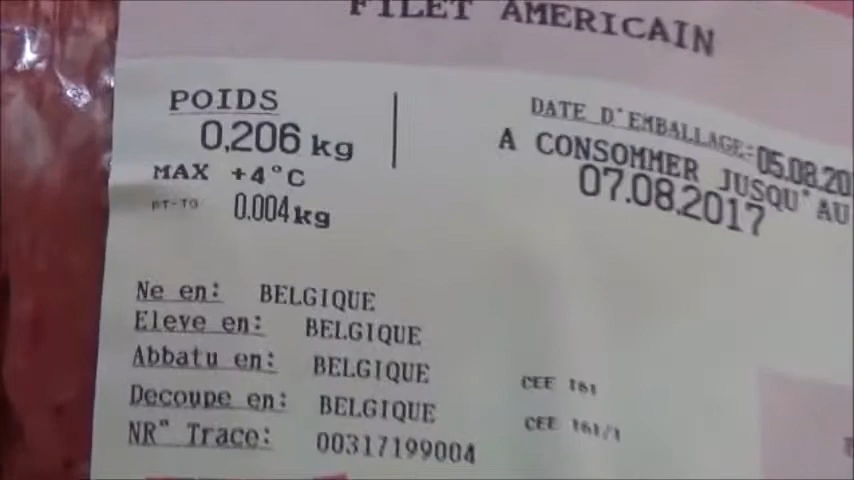 FILET AMERICAIN
POIDS
0,206 kg
MAX +4°C
PT-TO 0.004 kg
DATE D'EMBALLAGE: 05.08.20
A CONSOMMER JUSQU'AU
07.08.2017
Ne en: BELGIQUE
Eleve en: BELGIQUE
Abbatu en: BELGIQUE CEE 161
Decoupe en: BELGIQUE CEE 161/1
NR" Trace: 00317199004